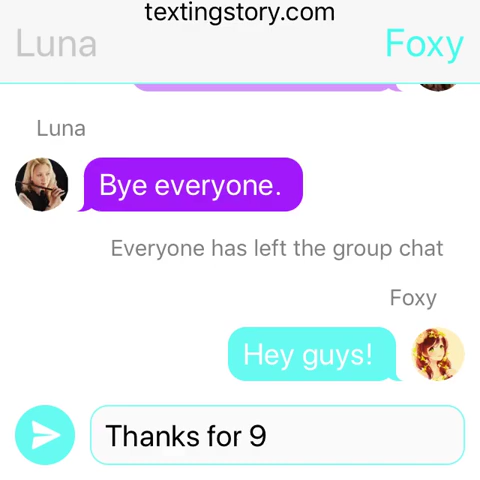 textingstory.com
Luna Foxy
Luna
Bye everyone.
Everyone has left the group chat
Foxy
Hey guys!
Thanks for 9